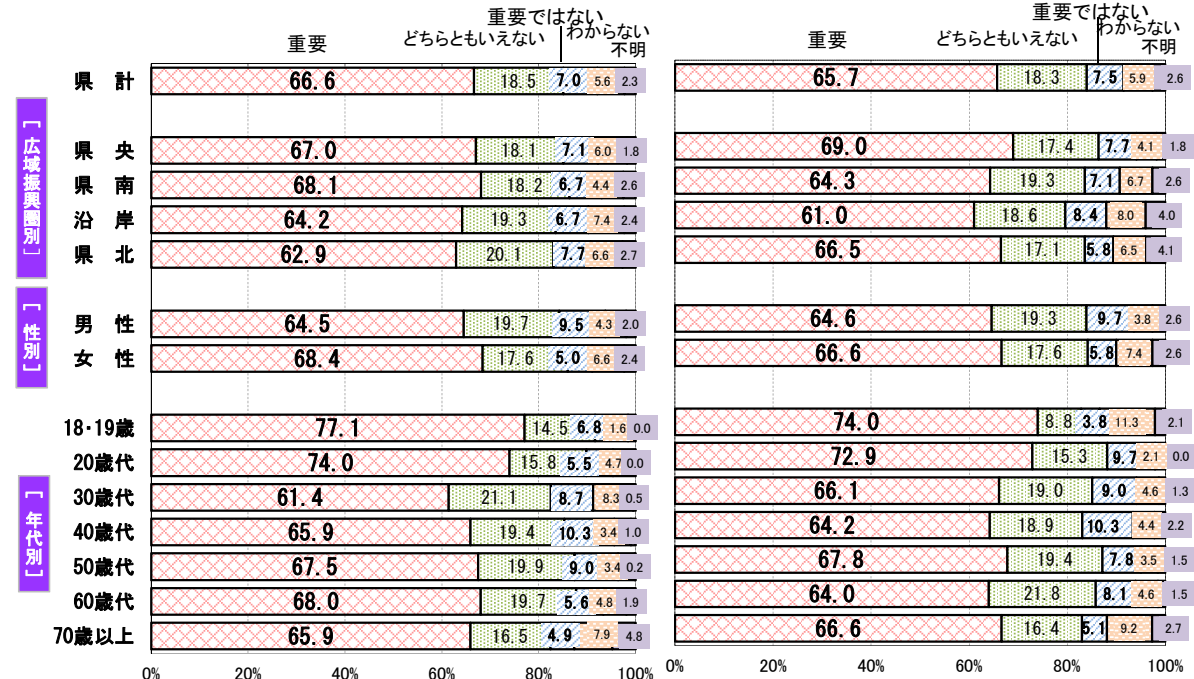 重要ではない 重要ではない
重要 どちらともいえない わからない 重要 どちらともいえない わからない
不明 不明
県 計 66.6 18.5 7.0 5.6 2.3 65.7 18.3 7.5 5.9 2.6
[広域振興圏別]
県 央 67.0 18.1 7.1 6.0 1.8 69.0 17.4 7.7 4.1 1.8
県 南 68.1 18.2 6.7 4.4 2.6 64.3 19.3 7.1 6.7 2.6
沿 岸 64.2 19.3 6.7 7.4 2.4 61.0 18.6 8.4 8.0 4.0
県 北 62.9 20.1 7.7 6.6 2.7 66.5 17.1 5.8 6.5 4.1
[性別]
男 性 64.5 19.7 9.5 4.3 2.0 64.6 19.3 9.7 3.8 2.6
女 性 68.4 17.6 5.0 6.6 2.4 66.6 17.6 5.8 7.4 2.6
[年代別]
18･19歳 77.1 14.5 6.8 1.6 0.0 74.0 8.8 3.8 11.3 2.1
20歳代 74.0 15.8 5.5 4.7 0.0 72.9 15.3 9.7 2.1 0.0
30歳代 61.4 21.1 8.7 8.3 0.5 66.1 19.0 9.0 4.6 1.3
40歳代 65.9 19.4 10.3 3.4 1.0 64.2 18.9 10.3 4.4 2.2
50歳代 67.5 19.9 9.0 3.4 0.2 67.8 19.4 7.8 3.5 1.5
60歳代 68.0 19.7 5.6 4.8 1.9 64.0 21.8 8.1 4.6 1.5
70歳以上 65.9 16.5 4.9 7.9 4.8 66.6 16.4 5.1 9.2 2.7
0% 20% 40% 60% 80% 100% 0% 20% 40% 60% 80% 100%